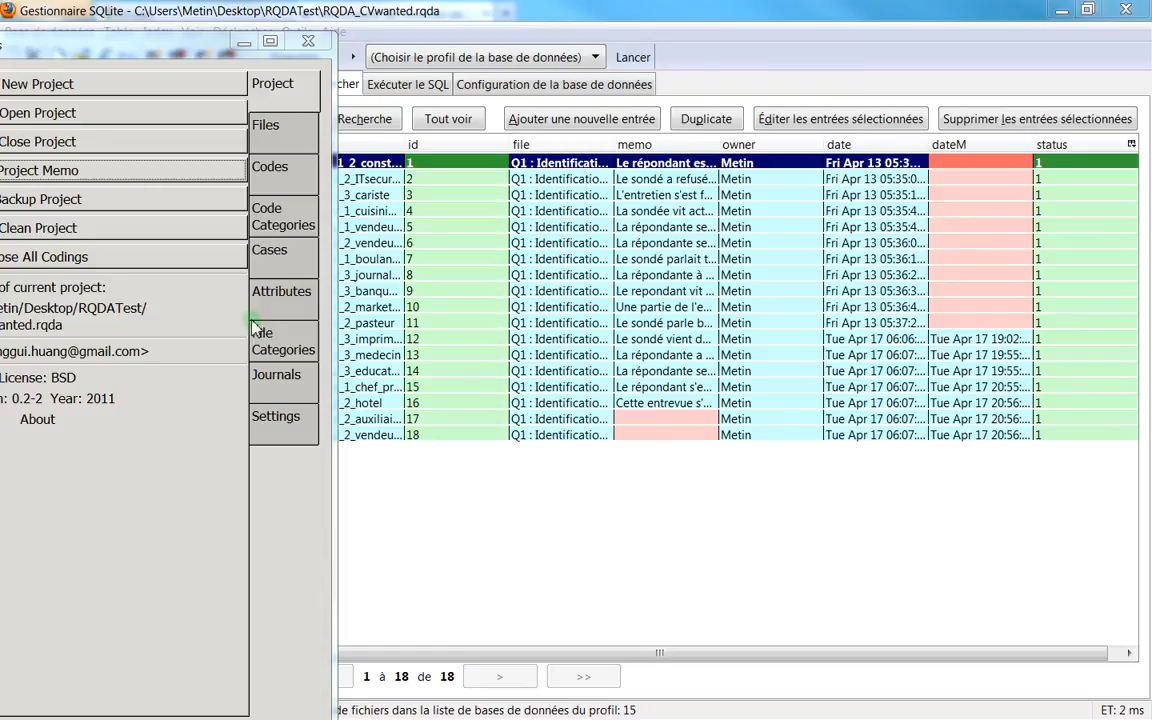 Gestionnaire SQLite - C:\Users\Metin\Desktop\RQDATest\RQDA_CVwanted.rqda
New Project
Open Project
Close Project
Project Memo
Backup Project
Clean Project
ose All Codings
of current project:
etin/Desktop/RQDATest/
anted.rqda
nggui.huang@gmail.com>
License: BSD
n: 0.2-2 Year: 2011
About
Project
Files
Codes
Code
Categories
Cases
Attributes
File
Categories
Journals
Settings
(Choisir le profil de la base de données) Lancer
cher Exécuter le SQL Configuration de la base de données
Recherche Tout voir Ajouter une nouvelle entrée Duplicate Éditer les entrées sélectionnées Supprimer les entrées sélectionnées
id file memo owner date dateM status
1_2_const... 1 Q1 : Identificati... Le répondant es... Metin Fri Apr 13 05:3... 1
_2_ITsecur... 2 Q1 : Identificatio... Le sondé a refusé... Metin Fri Apr 13 05:35:0... 1
_3_cariste 3 Q1 : Identificatio... L'entretien s'est f... Metin Fri Apr 13 05:35:1... 1
_1_cuisini... 4 Q1 : Identificatio... La sondée vit act... Metin Fri Apr 13 05:35:4... 1
_1_vendeu... 5 Q1 : Identificatio... La répondante se... Metin Fri Apr 13 05:35:4... 1
_2_vendeu... 6 Q1 : Identificatio... La répondante se... Metin Fri Apr 13 05:36:0... 1
_1_boulan... 7 Q1 : Identificatio... Le sondé parlait t... Metin Fri Apr 13 05:36:1... 1
_3_journal... 8 Q1 : Identificatio... La répondante à ... Metin Fri Apr 13 05:36:2... 1
_3_banqu... 9 Q1 : Identificatio... Le repondant vit ... Metin Fri Apr 13 05:36:3... 1
_2_market... 10 Q1 : Identificatio... Une partie de l'e... Metin Fri Apr 13 05:36:4... 1
_2_pasteur 11 Q1 : Identificatio... Le sondé parle b... Metin Fri Apr 13 05:37:2... 1
_3_imprim... 12 Q1 : Identificatio... Le sondé vient d... Metin Tue Apr 17 06:06:... Tue Apr 17 19:02:... 1
_3_medecin 13 Q1 : Identificatio... La répondante a ... Metin Tue Apr 17 06:07:... Tue Apr 17 19:55:... 1
_3_educat... 14 Q1 : Identificatio... La répondante se... Metin Tue Apr 17 06:07:... Tue Apr 17 19:55:... 1
_1_chef_pr... 15 Q1 : Identificatio... Le répondant s'e... Metin Tue Apr 17 06:07:... Tue Apr 17 20:55:... 1
_2_hotel 16 Q1 : Identificatio... Cette entrevue s'... Metin Tue Apr 17 06:07:... Tue Apr 17 20:56:... 1
_2_auxiliai... 17 Q1 : Identificatio... Metin Tue Apr 17 06:07:... Tue Apr 17 20:56:... 1
_2_vendeu... 18 Q1 : Identificatio... Metin Tue Apr 17 06:07:... Tue Apr 17 20:56:... 1
1 à 18 de 18 > >>
de fichiers dans la liste de bases de données du profil: 15 ET: 2 ms